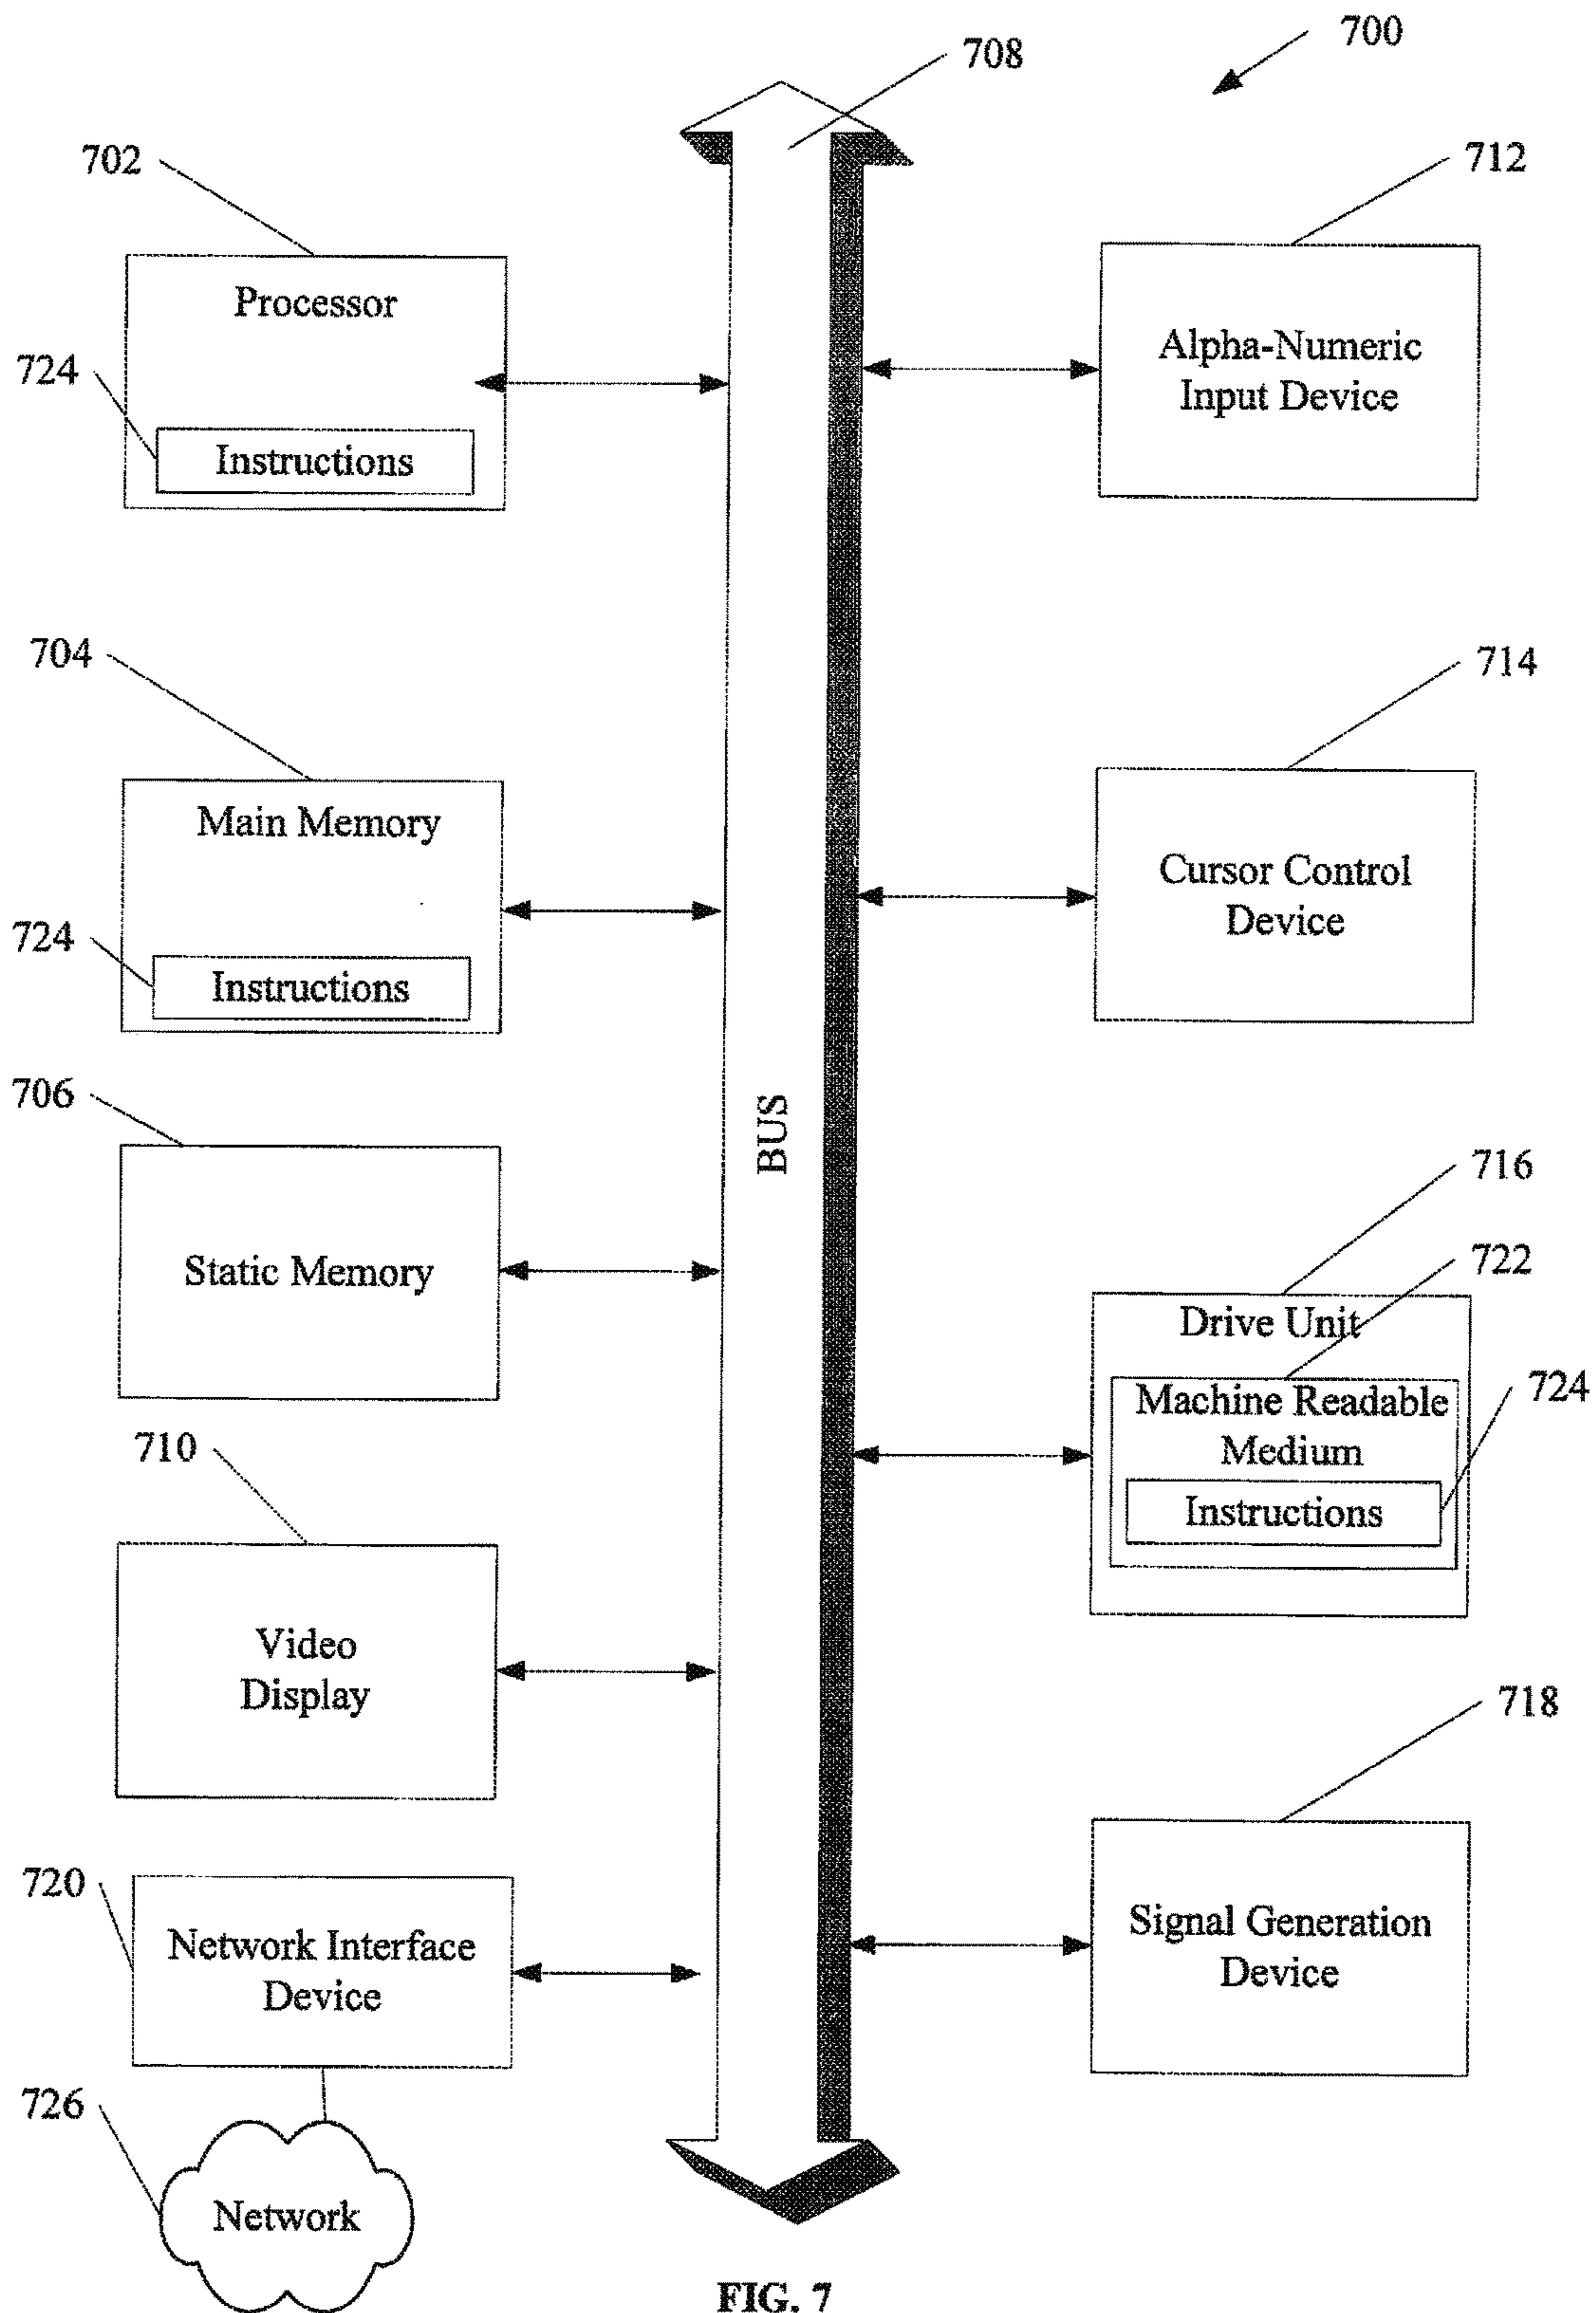 700
708
702
712
Processor
724
Instructions
Alpha-Numeric
Input Device
704
714
Main Memory
724
Instructions
Cursor Control
Device
706
BUS
Static Memory
716
722
Drive Unit
Machine Readable
Medium
724
Instructions
710
Video
Display
718
720
Network Interface
Device
Signal Generation
Device
726
Network
FIG. 7